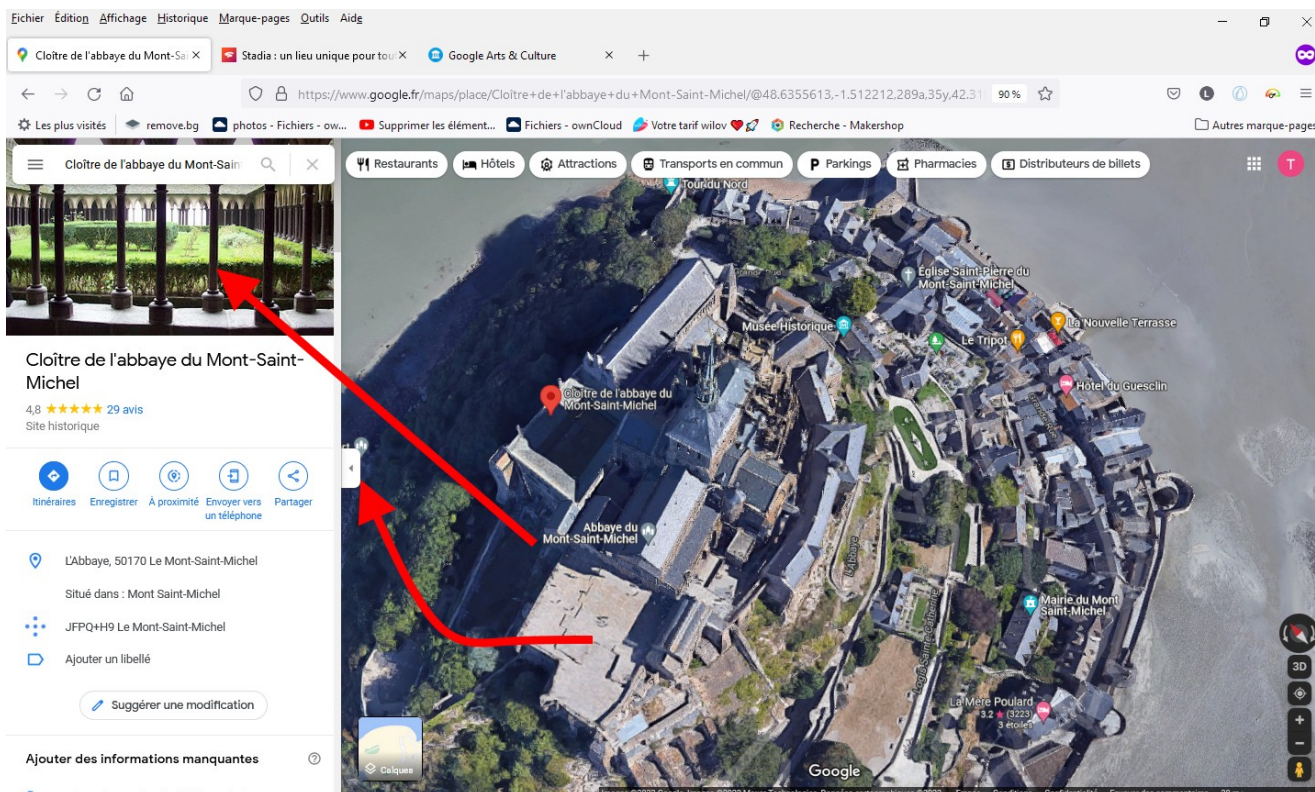 Fichier Édition Affichage Historique Marque-pages Outils Aide
Cloître de l'abbaye du Mont-Sai
Stadia : un lieu unique pour tou
Google Arts & Culture
https://www.google.fr/maps/place/Cloître+de+l'abbaye+du+Mont-Saint-Michel/@48.6355613,-1.512212,289a,35y,42.31
90 %
Les plus visités
remove.bg
photos - Fichiers - ow...
Supprimer les élément...
Fichiers - ownCloud
Votre tarif wilov
Recherche - Makershop
Autres marque-pages
Cloître de l'abbaye du Mont-Sain
Restaurants
Hôtels
Attractions
Transports en commun
Parkings
Pharmacies
Distributeurs de billets
T
Cloître de l'abbaye du Mont-Saint-
Michel
4,8 ★★★★★ 29 avis
Site historique
Itinéraires
Enregistrer
À proximité
Envoyer vers
un téléphone
Partager
L'Abbaye, 50170 Le Mont-Saint-Michel
Situé dans : Mont Saint-Michel
JFPQ+H9 Le Mont-Saint-Michel
Ajouter un libellé
Suggérer une modification
Ajouter des informations manquantes
Tour du Nord
Grande Rue
Église Saint-Pierre du
Mont-Saint-Michel
Musée Historique
La Nouvelle Terrasse
Le Tripot
Hôtel du Guesclin
Cloître de l'abbaye du
Mont-Saint-Michel
Abbaye du
Mont-Saint-Michel
L'Abbaye
Logis Sainte-Catherine
Mairie du Mont
Saint-Michel
La Mère Poulard
3.2 ★ (3223)
3 étoiles
3D
Calques
Google